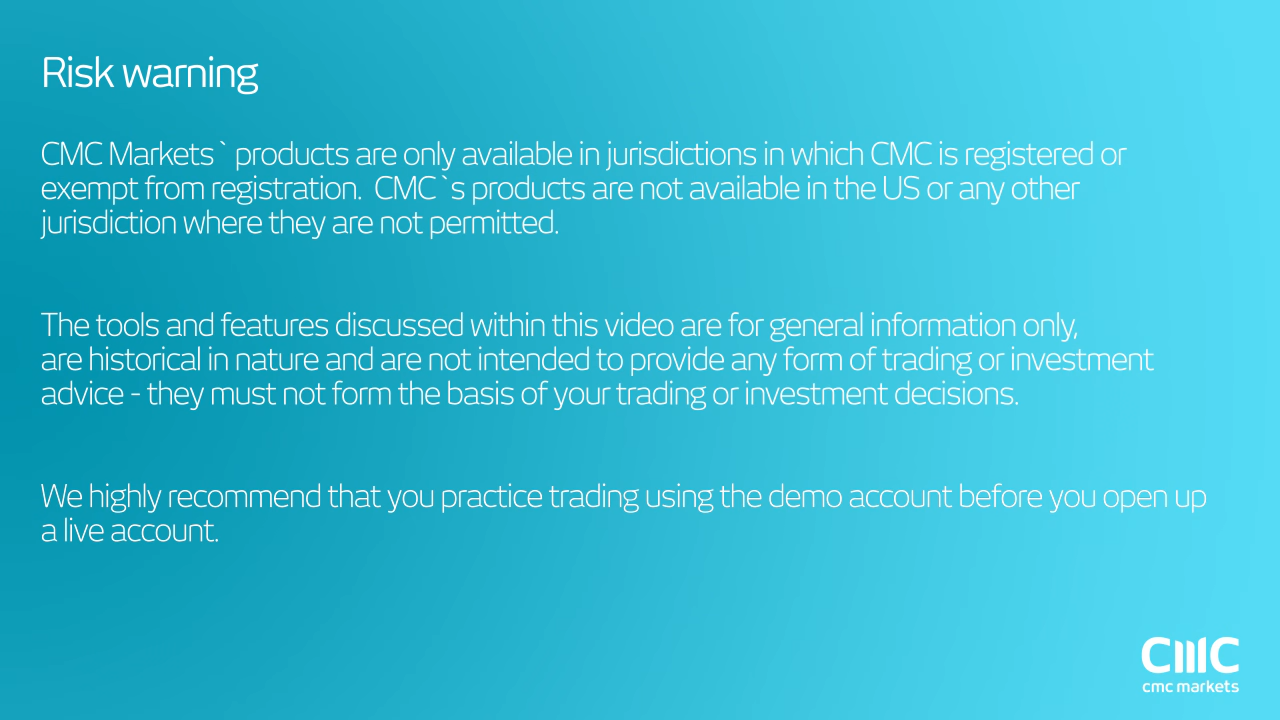 Risk warning
CMC Markets` products are only available in jurisdictions in which CMC is registered or
exempt from registration.  CMC`s products are not available in the US or any other
jurisdiction where they are not permitted.
The tools and features discussed within this video are for general information only,
are historical in nature and are not intended to provide any form of trading or investment
advice - they must not form the basis of your trading or investment decisions.
We highly recommend that you practice trading using the demo account before you open up
a live account.
CMC
cmc markets